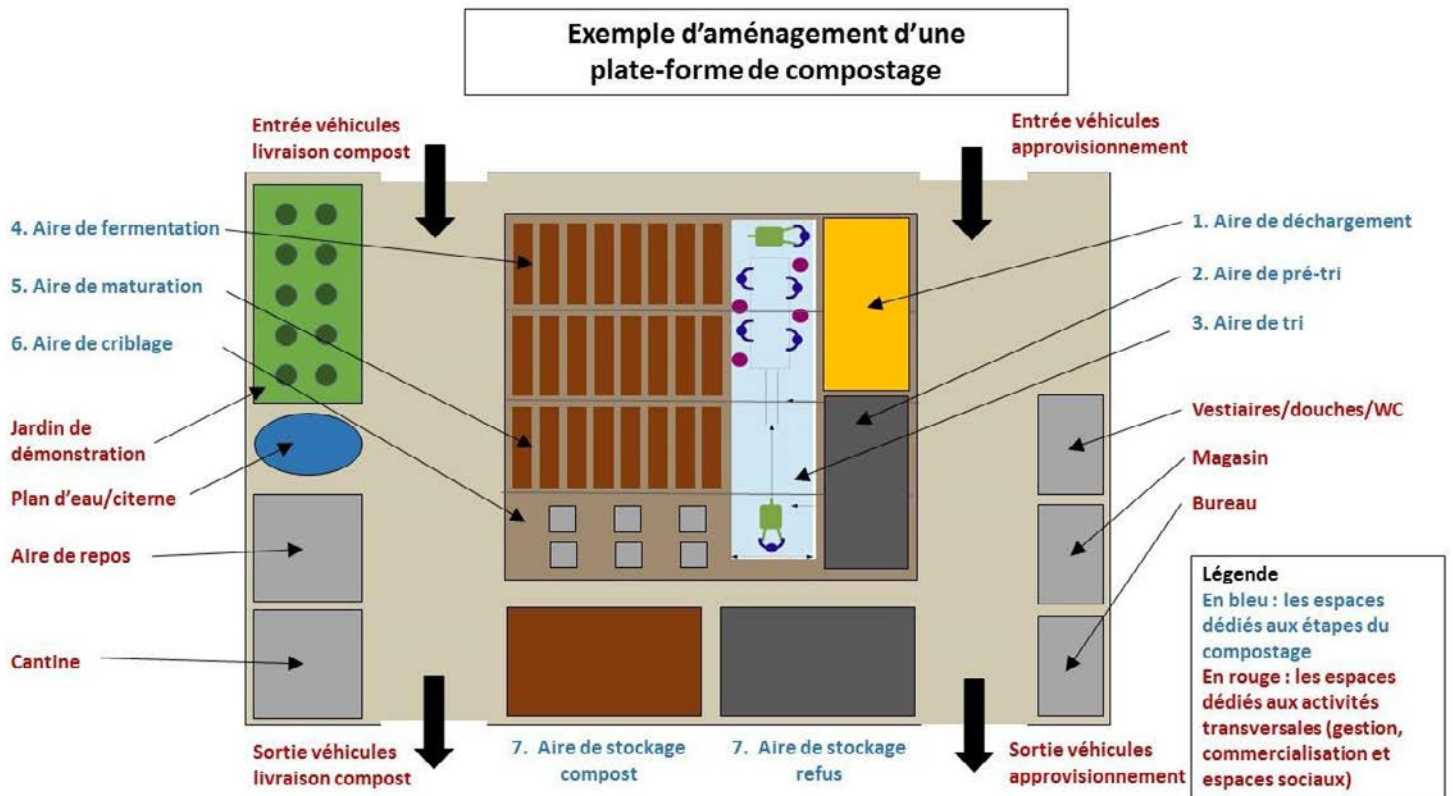 Exemple d’aménagement d’une
plate-forme de compostage
Entrée véhicules
livraison compost
Entrée véhicules
approvisionnement
4. Aire de fermentation
5. Aire de maturation
6. Aire de criblage
Jardin de
démonstration
Plan d’eau/citerne
Aire de repos
Cantine
1. Aire de déchargement
2. Aire de pré-tri
3. Aire de tri
Vestiaires/douches/WC
Magasin
Bureau
Légende
En bleu : les espaces
dédiés aux étapes du
compostage
En rouge : les espaces
dédiés aux activités
transversales (gestion,
commercialisation et
espaces sociaux)
Sortie véhicules
livraison compost
7. Aire de stockage
compost
7. Aire de stockage
refus
Sortie véhicules
approvisionnement